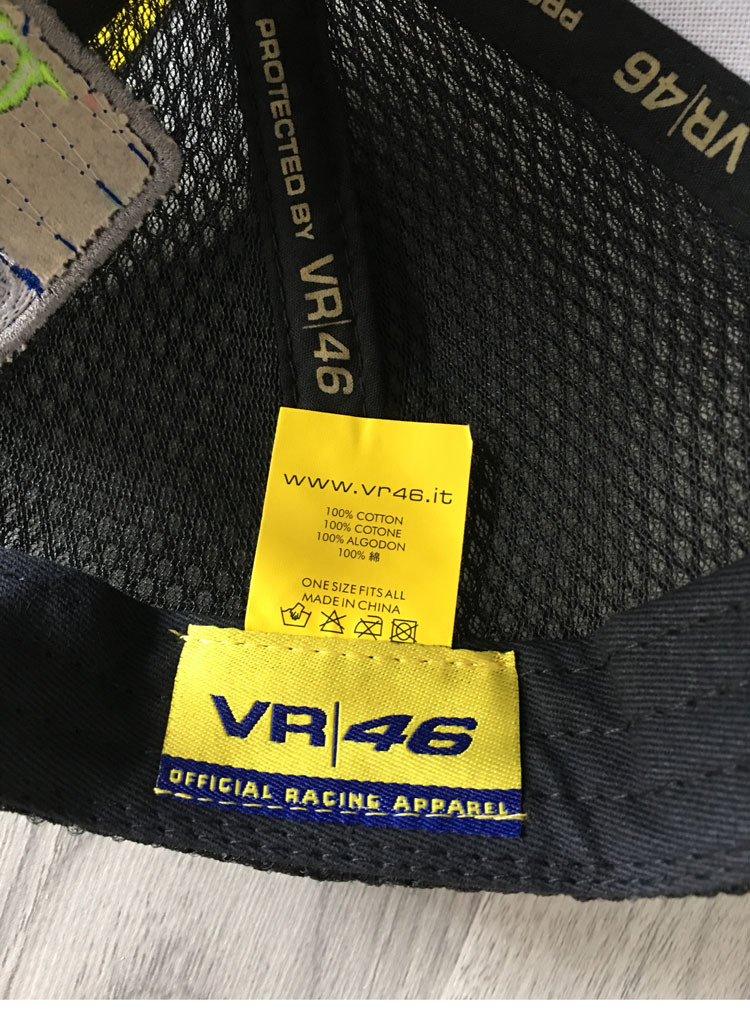 PROTECTED BY VR|46
VR|46
www.vr46.it
100% COTTON
100% COTONE
100% ALGODON
100% 綿
ONE SIZE FITS ALL
MADE IN CHINA
VR|46
OFFICIAL RACING APPAREL